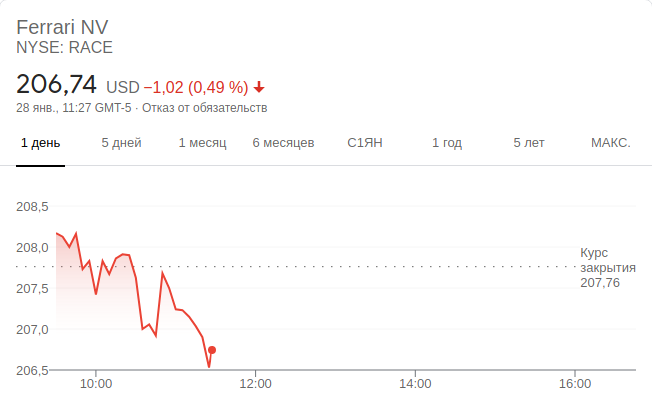 Ferrari NV
NYSE: RACE
206,74 USD −1,02 (0,49 %)
28 янв., 11:27 GMT-5 · Отказ от обязательств
1 день 5 дней 1 месяц 6 месяцев С1ЯН 1 год 5 лет МАКС.
208,5
208,0
207,5
207,0
206,5
Курс
закрытия
207,76
10:00 12:00 14:00 16:00